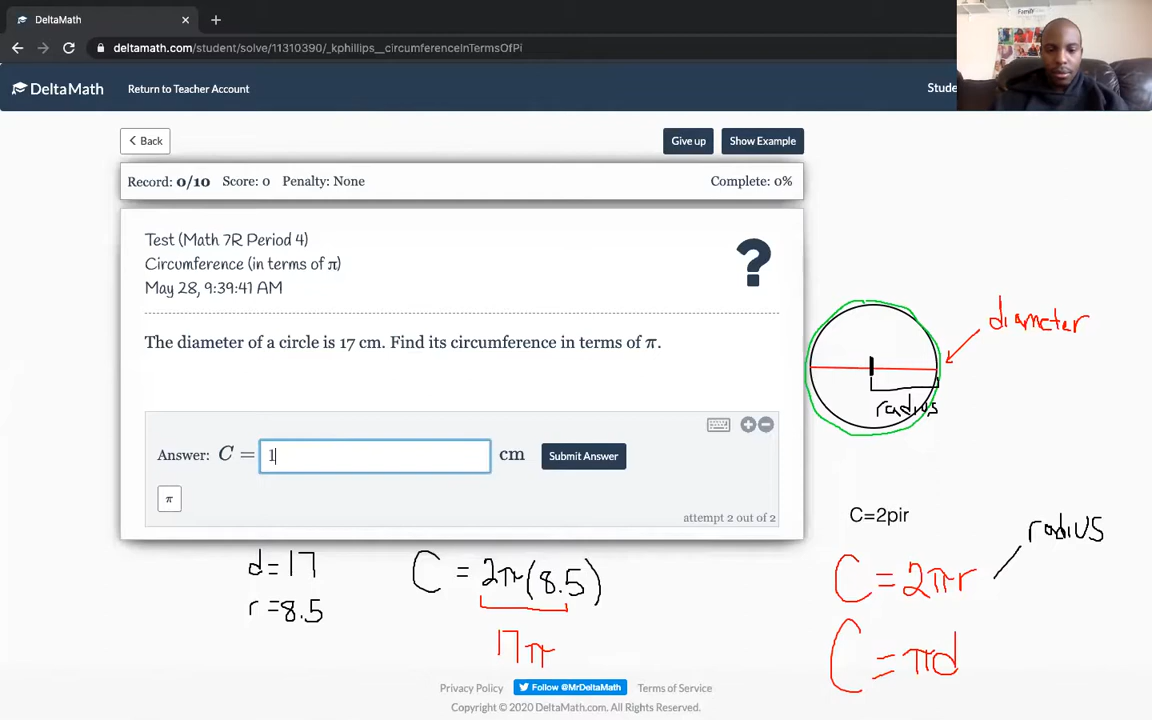 DeltaMath
deltamath.com/student/solve/11310390/_kphillips__circumferenceInTermsOfPi
Family
DeltaMath
Return to Teacher Account
Stude
Back
Give up
Show Example
Record: 0/10 Score: 0 Penalty: None
Complete: 0%
Test (Math 7R Period 4)
Circumference (in terms of π)
May 28, 9:39:41 AM
?
The diameter of a circle is 17 cm. Find its circumference in terms of π.
diameter
radius
Answer: C = 1 cm
Submit Answer
π
attempt 2 out of 2
C=2pir
radius
d=17
r=8.5
C = 2π(8.5)
17π
C = 2πr
C = πd
Privacy Policy
Follow @MrDeltaMath
Terms of Service
Copyright © 2020 DeltaMath.com. All rights reserved.